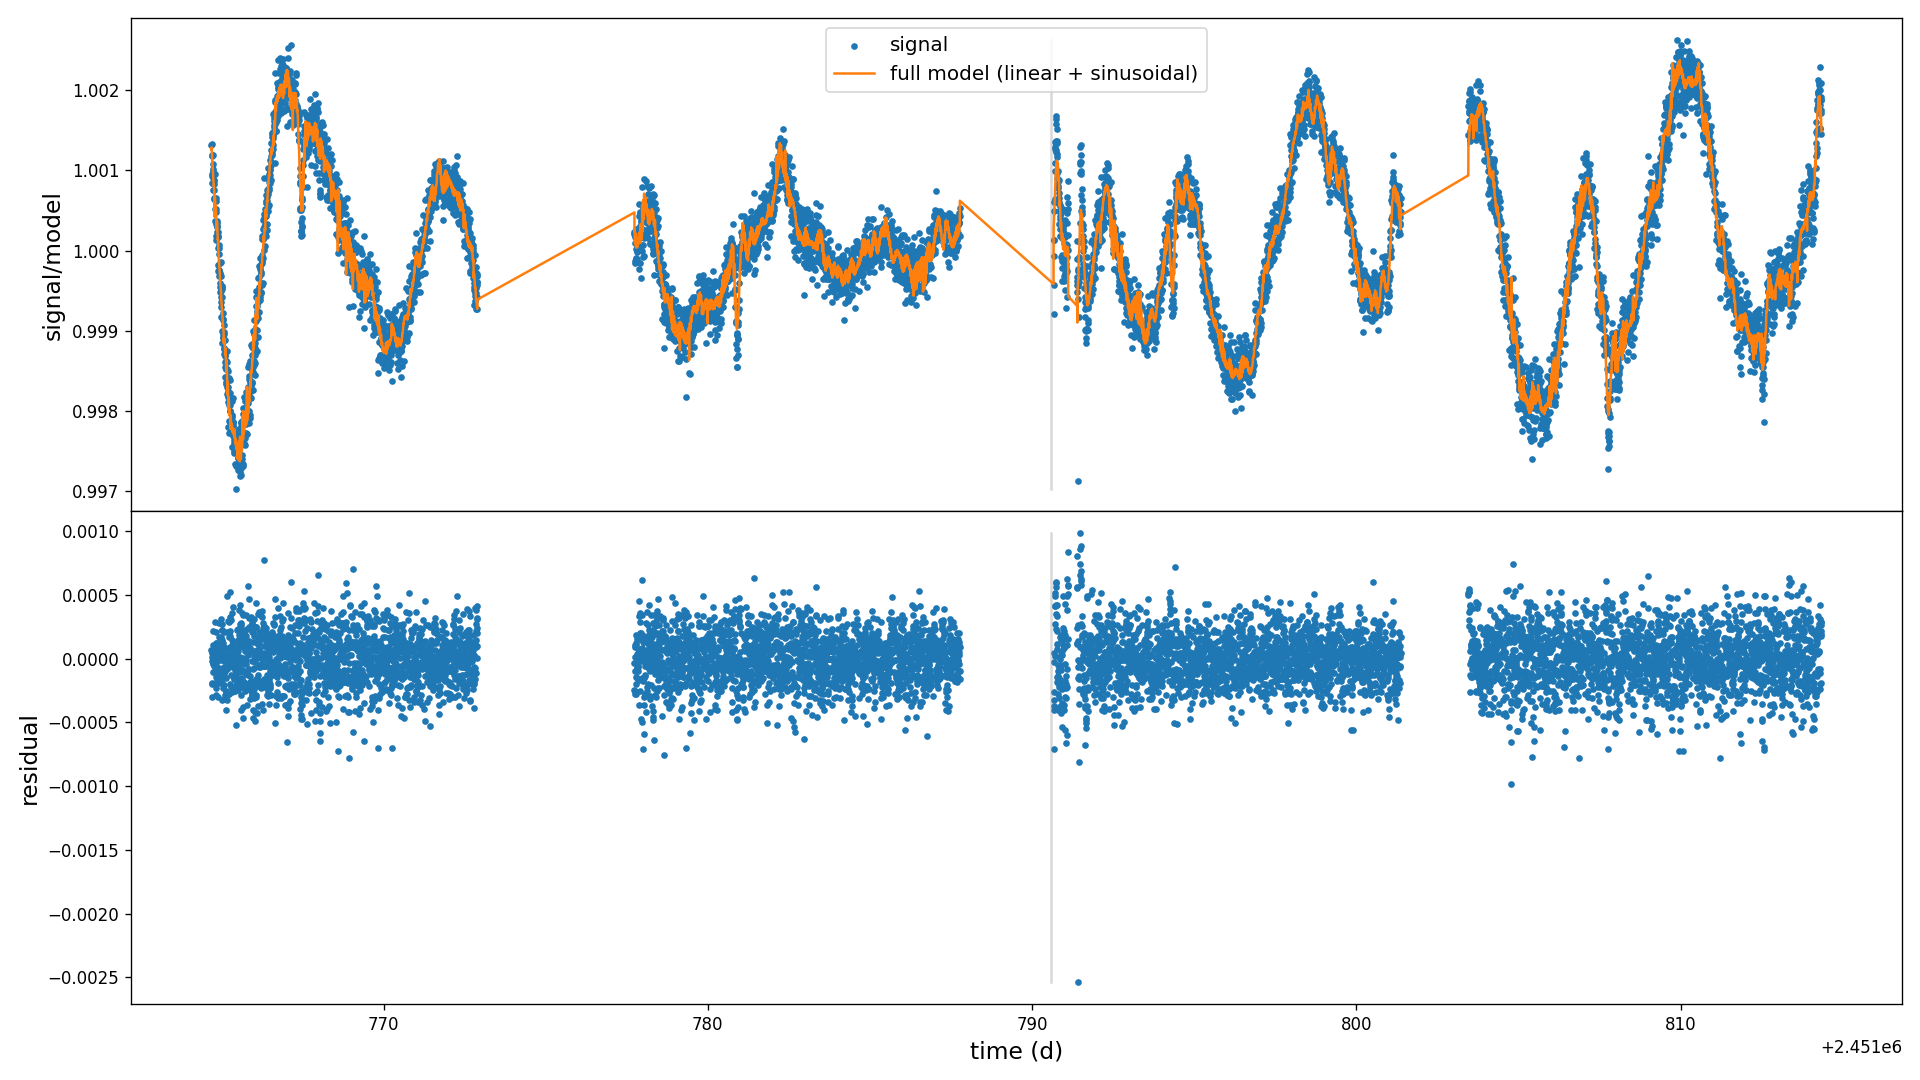 signal
full model (linear + sinusoidal)
signal/model
1.002
1.001
1.000
0.999
0.998
0.997
residual
0.0010
0.0005
0.0000
−0.0005
−0.0010
−0.0015
−0.0020
−0.0025
770 780 790 800 810
time (d)
+2.451e6